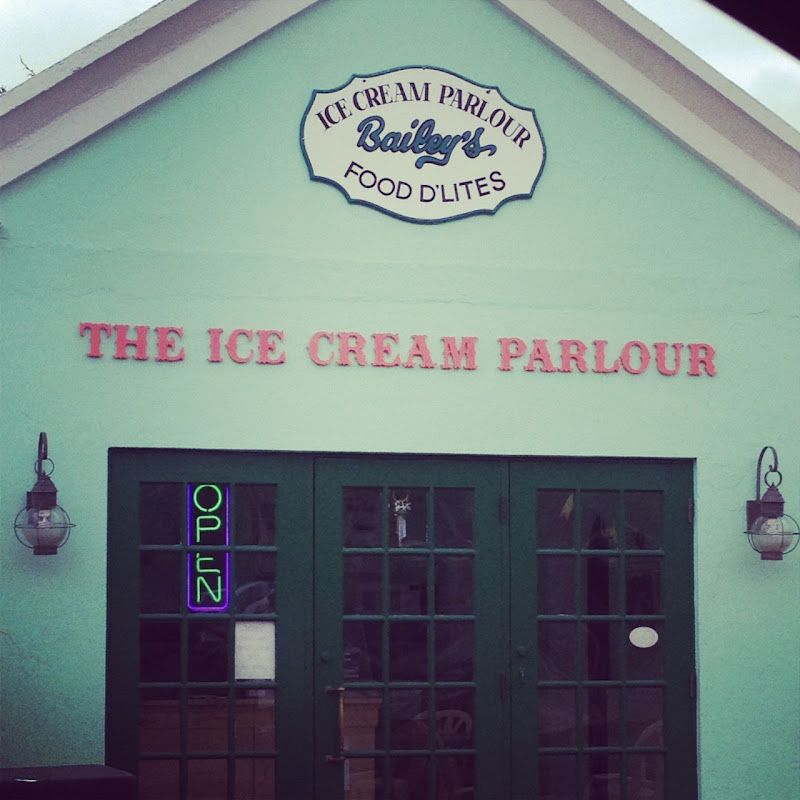 ICE CREAM PARLOUR
Bailey's
FOOD D'LITES
THE ICE CREAM PARLOUR
OPEN